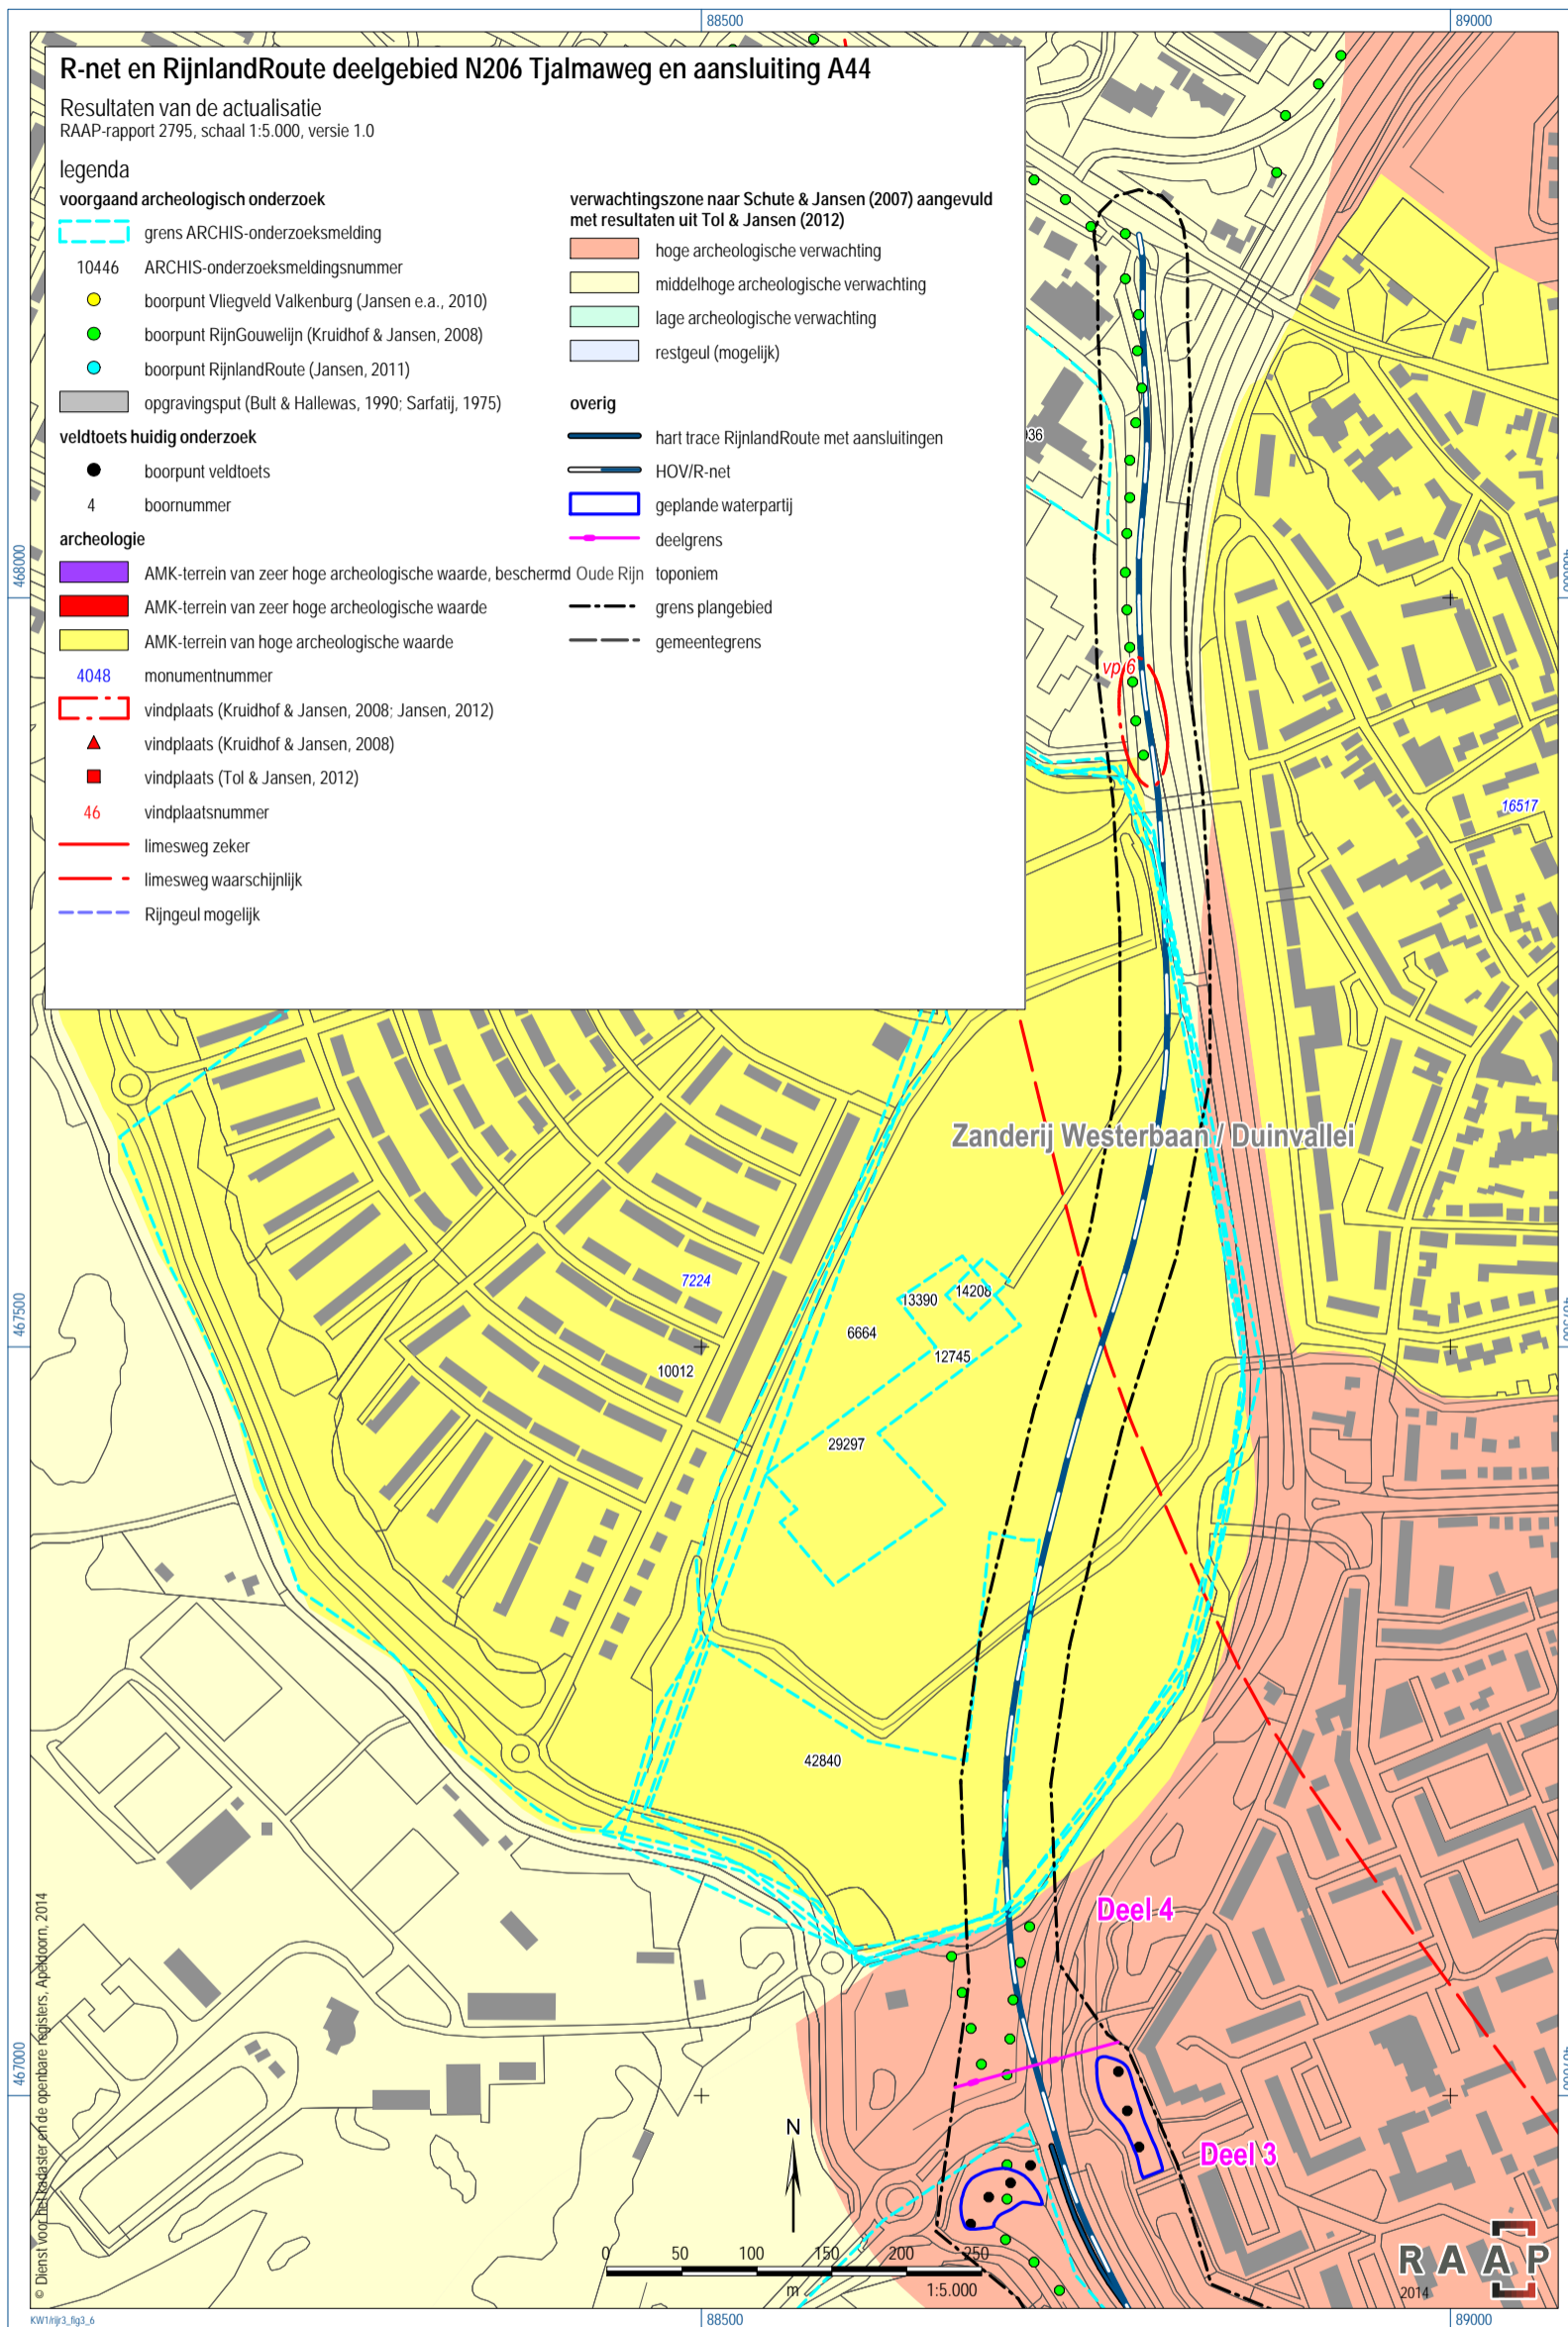 88500
89000
R-net en RijnlandRoute deelgebied N206 Tjalmaweg en aansluiting A44
Resultaten van de actualisatie
RAAP-rapport 2795, schaal 1:5.000, versie 1.0
legenda
voorgaand archeologisch onderzoek
grens ARCHIS-onderzoeksmelding
10446 ARCHIS-onderzoeksmeldingsnummer
boorpunt Vliegveld Valkenburg (Jansen e.a., 2010)
boorpunt RijnGouwelijn (Kruidhof & Jansen, 2008)
boorpunt RijnlandRoute (Jansen, 2011)
opgravingsput (Bult & Hallewas, 1990; Sarfatij, 1975)
veldtoets huidig onderzoek
boorpunt veldtoets
4 boornummer
archeologie
AMK-terrein van zeer hoge archeologische waarde, beschermd
AMK-terrein van zeer hoge archeologische waarde
AMK-terrein van hoge archeologische waarde
4048 monumentnummer
vindplaats (Kruidhof & Jansen, 2008; Jansen, 2012)
vindplaats (Kruidhof & Jansen, 2008)
vindplaats (Tol & Jansen, 2012)
46 vindplaatsnummer
limesweg zeker
limesweg waarschijnlijk
Rijngeul mogelijk
verwachtingszone naar Schute & Jansen (2007) aangevuld
met resultaten uit Tol & Jansen (2012)
hoge archeologische verwachting
middelhoge archeologische verwachting
lage archeologische verwachting
restgeul (mogelijk)
overig
hart trace RijnlandRoute met aansluitingen
HOV/R-net
geplande waterpartij
deelgrens
Oude Rijn toponiem
grens plangebied
gemeentegrens
468000
vp 6
16517
Zanderij Westerbaan / Duinvallei
7224
13390
14208
6664
12745
10012
467500
29297
42840
Deel 4
467000
Deel 3
N
0 50 100 150 200 250
m 1:5.000
RAAP
2014
© Dienst voor het kadaster en de openbare registers, Apeldoorn, 2014
KW1/rijr3_fig3_6
88500
89000